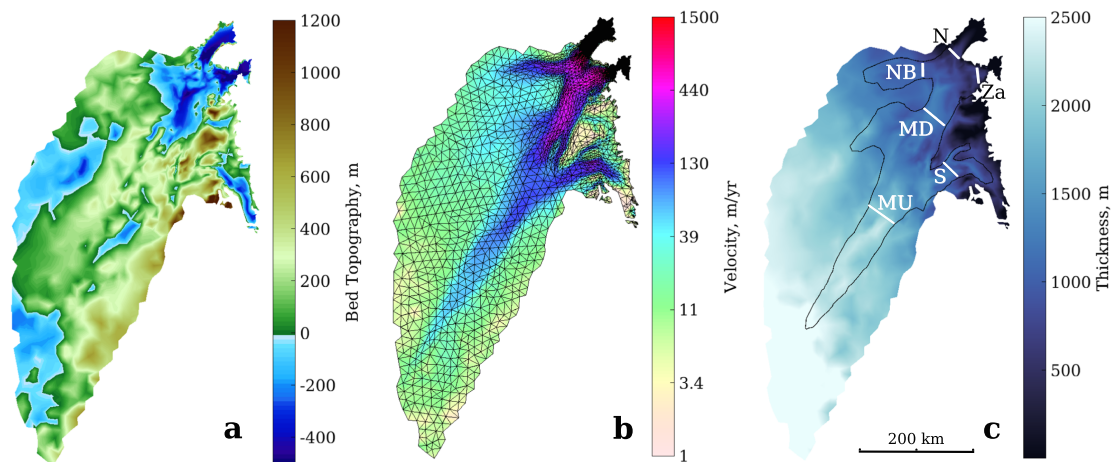 1200
1000
800
600
400
200
0
-200
-400
Bed Topography, m
a
1500
440
130
39
11
3.4
1
Velocity, m/yr
b
N
NB
Za
MD
S
MU
200 km
c
2500
2000
1500
1000
500
Thickness, m